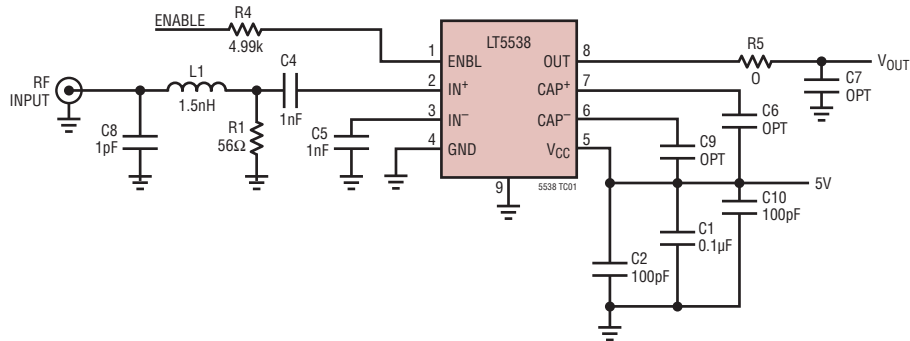 ENABLE
R4
4.99k
RF
INPUT
L1
1.5nH
C4
1nF
C8
1pF
R1
56Ω
C5
1nF
LT5538
1
ENBL
2
IN+
3
IN−
4
GND
OUT
8
CAP+
7
CAP−
6
VCC
5
9
5538 TC01
R5
0
VOUT
C7
OPT
C6
OPT
C9
OPT
5V
C10
100pF
C1
0.1µF
C2
100pF